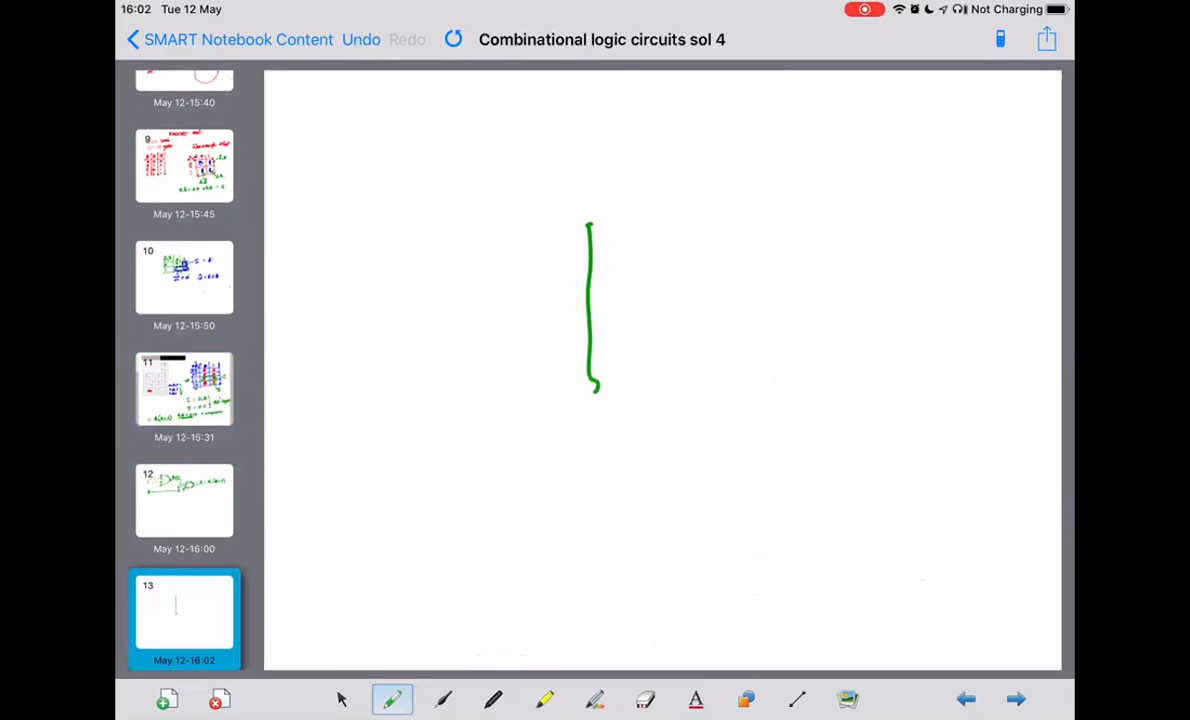 16:02 Tue 12 May
Not Charging
SMART Notebook Content Undo Redo Combinational logic circuits sol 4
May 12-15:40
9
May 12-15:45
10
May 12-15:50
11
May 12-15:31
12
May 12-16:00
13
May 12-16:02
A